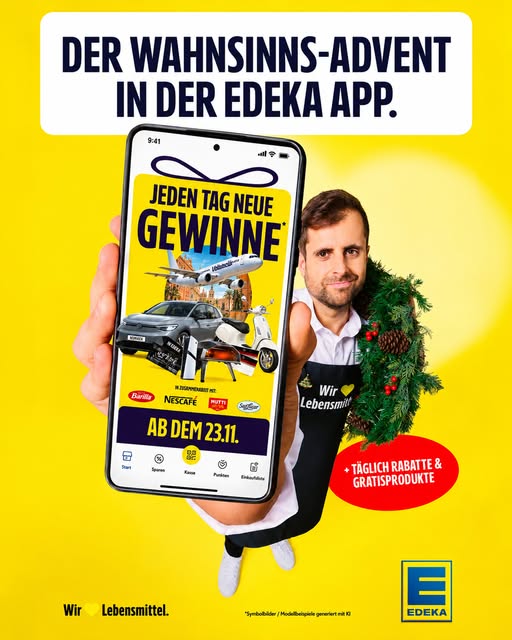 DER WAHNSINNS-ADVENT
IN DER EDEKA APP.
9:41
JEDEN TAG NEUE
GEWINNE*
IN ZUSAMMENARBEIT MIT:
Barilla
NESCAFÉ
MUTTI
AB DEM 23.11.
Start
Sparen
Kasse
Punkten
Einkaufsliste
Wir
Lebensmittel
+ TÄGLICH RABATTE &
GRATISPRODUKTE
Wir 💛 Lebensmittel.
*Symbolbilder / Modellbeispiele generiert mit KI
EDEKA